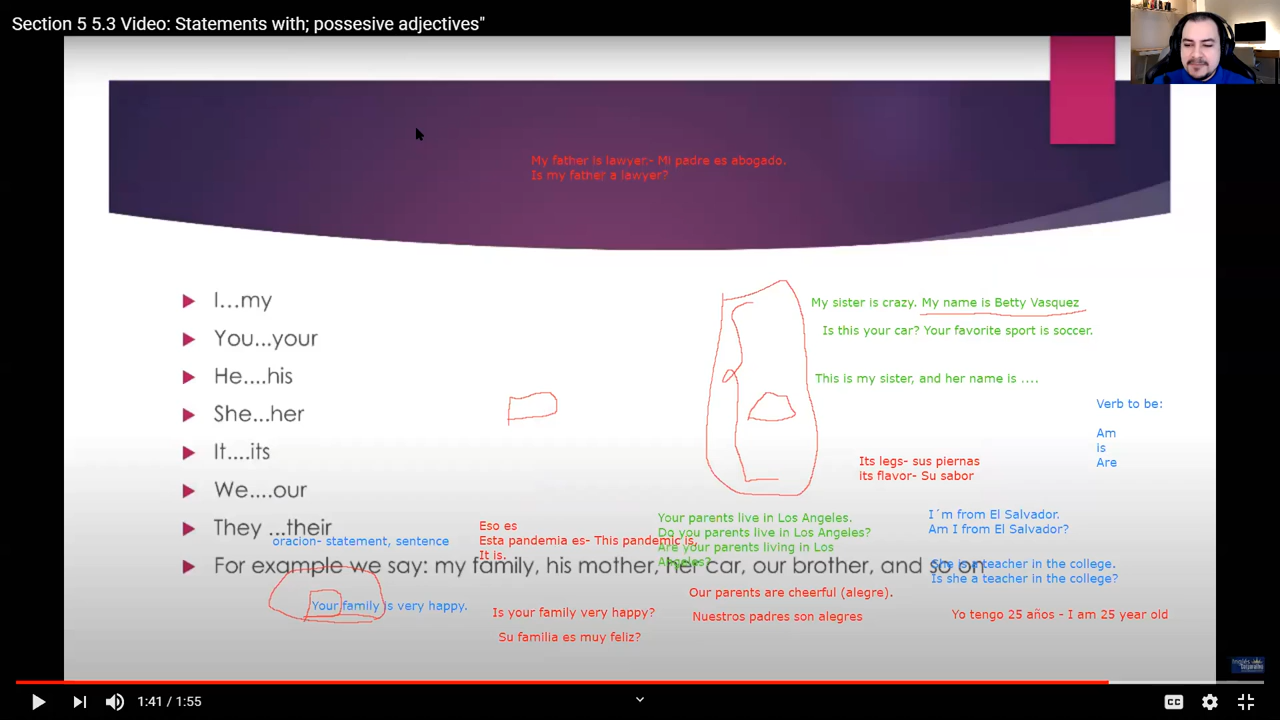 Section 5 5.3 Video: Statements with; possesive adjectives"
My father is lawyer.- Mi padre es abogado.
Is my father a lawyer?
I...my
You...your
He....his
She...her
It....its
We....our
They ...their
For example we say: my family, his mother, her car, our brother, and so on
My sister is crazy. My name is Betty Vasquez
Is this your car? Your favorite sport is soccer.
This is my sister, and her name is ....
Verb to be:
Am
is
Are
Its legs- sus piernas
its flavor- Su sabor
oracion- statement, sentence
Your family is very happy.
Eso es
Esta pandemia es- This pandemic is,
It is.
Is your family very happy?
Su familia es muy feliz?
Your parents live in Los Angeles.
Do you parents live in Los Angeles?
Are your parents living in Los
Angeles?
Our parents are cheerful (alegre).
Nuestros padres son alegres
I´m from El Salvador.
Am I from El Salvador?
She is a teacher in the college.
Is she a teacher in the college?
Yo tengo 25 años - I am 25 year old
1:41 / 1:55
CC